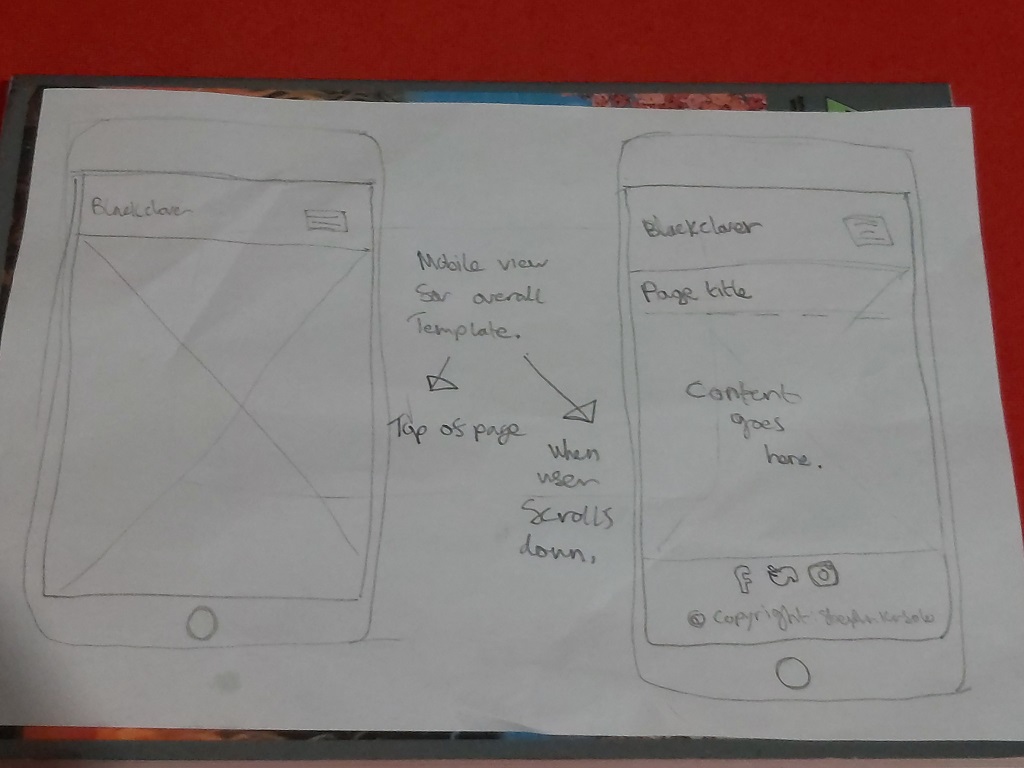 Blackclover
Mobile view
for overall
Template.
Top of page
When
user
Scrolls
down.
Blackclover
Page title
Content
goes
here.
@ Copyright